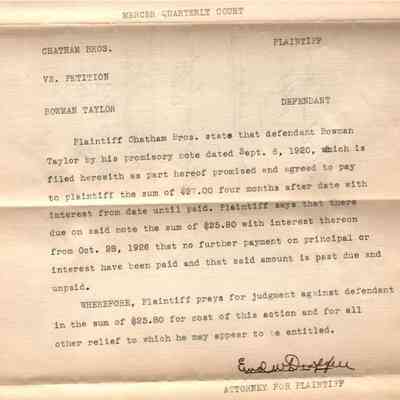 MERCER QUARTERLY COURT
CHATHAM BROS. PLAINTIFF
VS. PETITION
BOWMAN TAYLOR DEFENDANT
Plaintiff Chatham Bros. state that defendant Bowman
Taylor by his promisory note dated Sept. 6, 1920, which is
filed herewith as part hereof promised and agreed to pay
to plaintiff the sum of $27.00 four months after date with
interest from date until paid. Plaintiff says that there
due on said note the sum of $25.80 with interest thereon
from Oct. 28, 1926 that no further payment on principal or
interest have been paid and that said amount is past due and
unpaid.
WHEREFORE, Plaintiff prays for judgment against defendant
in the sum of $25.80 for cost of this action and for all
other relief to which he may appear to be entitled.
ATTORNEY FOR PLAINTIFF